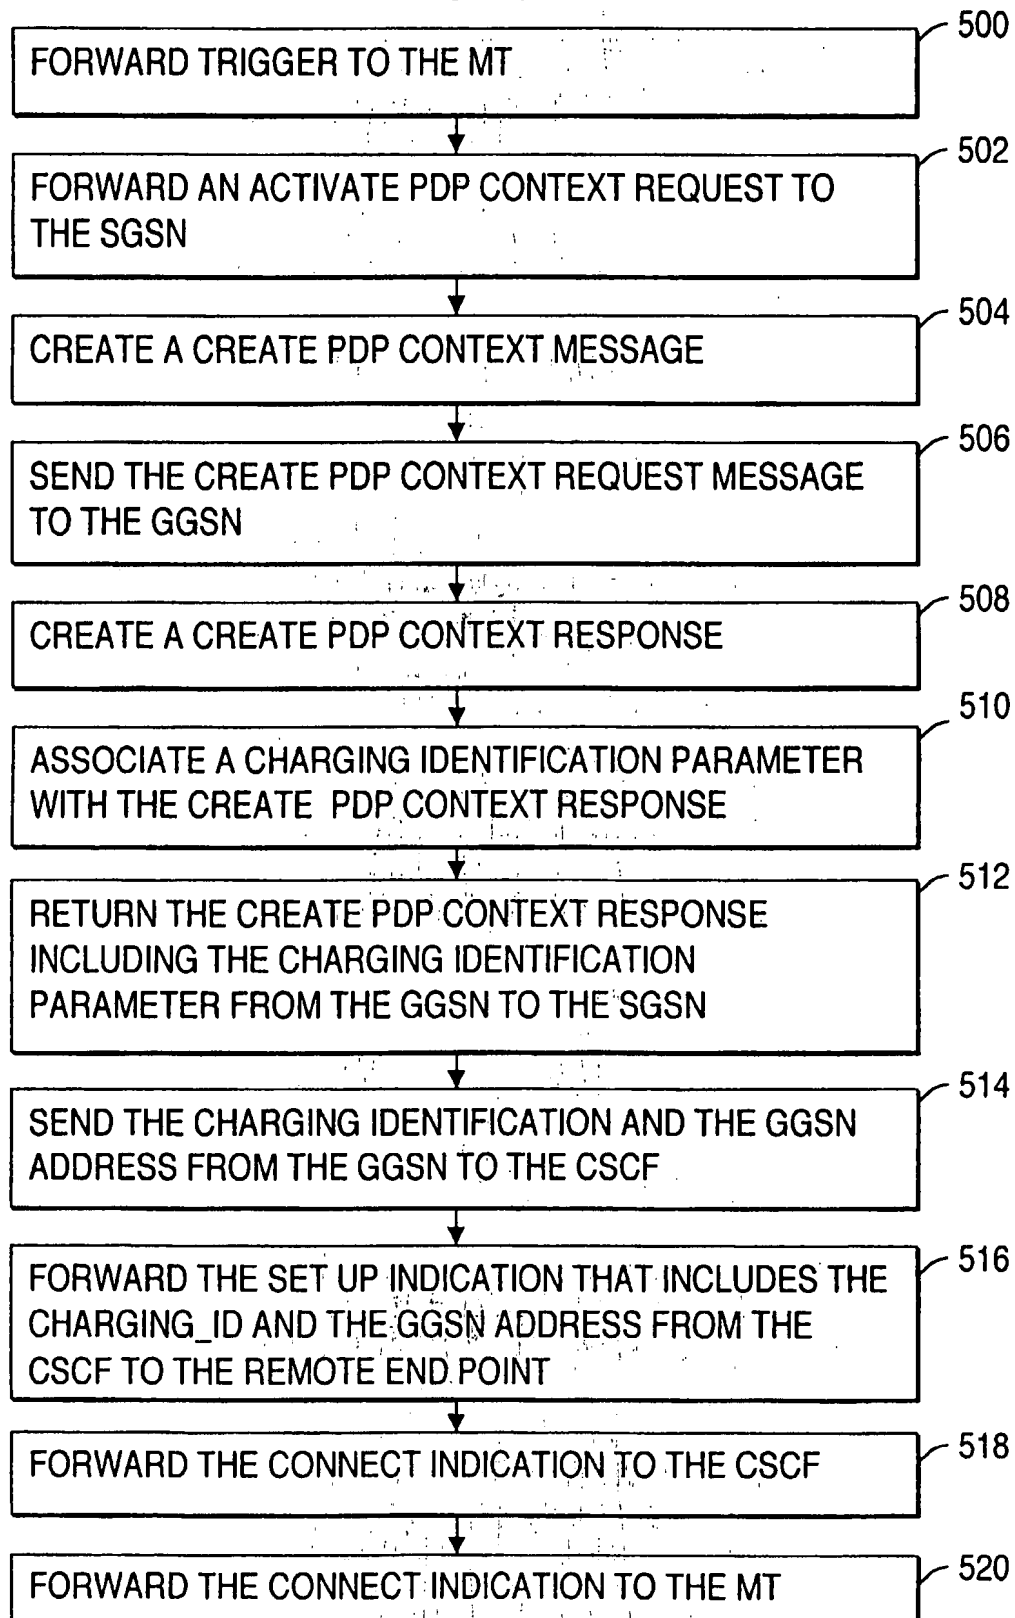 500
FORWARD TRIGGER TO THE MT
502
FORWARD AN ACTIVATE PDP CONTEXT REQUEST TO
THE SGSN
504
CREATE A CREATE PDP CONTEXT MESSAGE
506
SEND THE CREATE PDP CONTEXT REQUEST MESSAGE
TO THE GGSN
508
CREATE A CREATE PDP CONTEXT RESPONSE
510
ASSOCIATE A CHARGING IDENTIFICATION PARAMETER
WITH THE CREATE PDP CONTEXT RESPONSE
512
RETURN THE CREATE PDP CONTEXT RESPONSE
INCLUDING THE CHARGING IDENTIFICATION
PARAMETER FROM THE GGSN TO THE SGSN
514
SEND THE CHARGING IDENTIFICATION AND THE GGSN
ADDRESS FROM THE GGSN TO THE CSCF
516
FORWARD THE SET UP INDICATION THAT INCLUDES THE
CHARGING_ID AND THE GGSN ADDRESS FROM THE
CSCF TO THE REMOTE END POINT
518
FORWARD THE CONNECT INDICATION TO THE CSCF
520
FORWARD THE CONNECT INDICATION TO THE MT